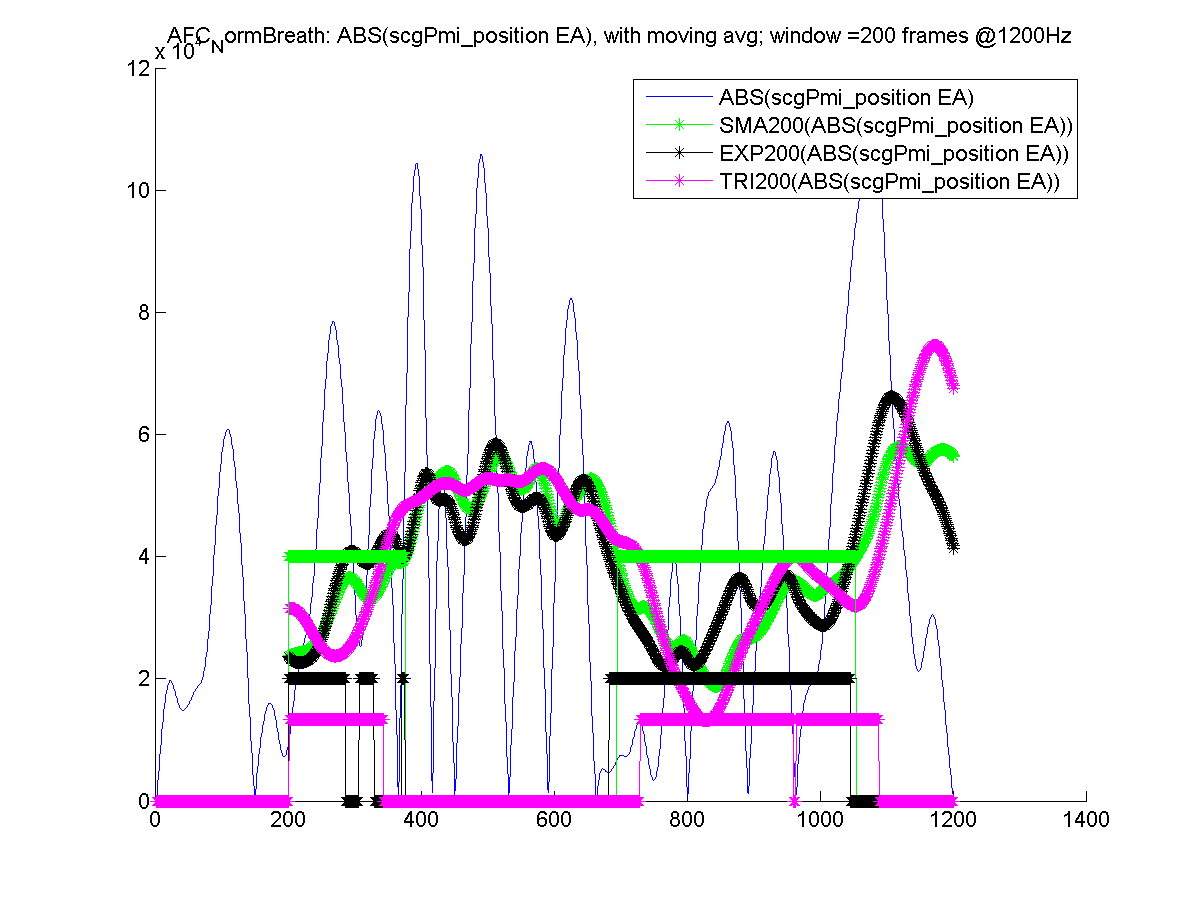 AFC_NormBreath: ABS(scgPmi_position EA), with moving avg; window =200 frames @1200Hz
x 10^4
12
10
8
6
4
2
0
0 200 400 600 800 1000 1200 1400
ABS(scgPmi_position EA)
SMA200(ABS(scgPmi_position EA))
EXP200(ABS(scgPmi_position EA))
TRI200(ABS(scgPmi_position EA))